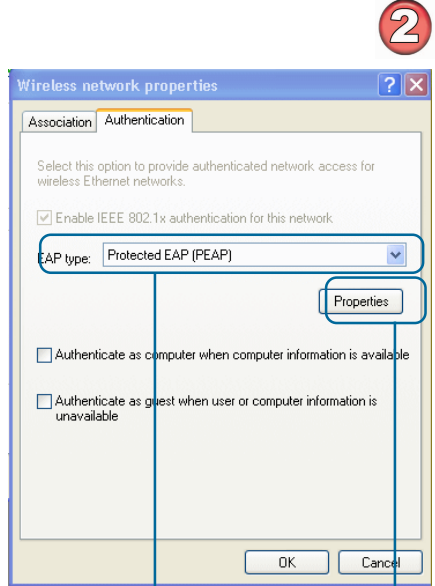 2
Wireless network properties
Association Authentication
Select this option to provide authenticated network access for
wireless Ethernet networks.
Enable IEEE 802.1x authentication for this network
EAP type: Protected EAP (PEAP)
Properties
Authenticate as computer when computer information is available
Authenticate as guest when user or computer information is
unavailable
OK Cancel